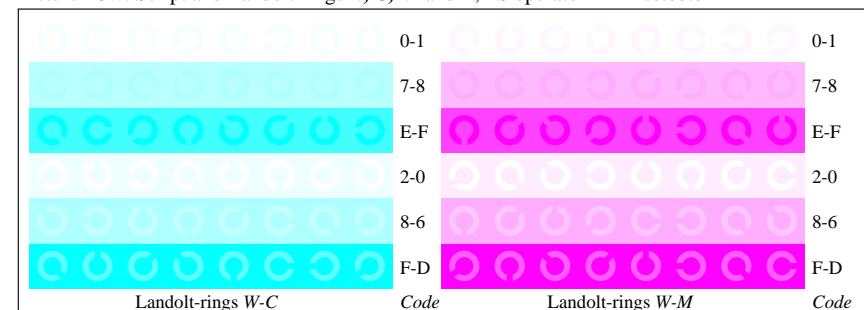 0-1 0-1
7-8 7-8
E-F E-F
2-0 2-0
8-6 8-6
F-D F-D
Landolt-rings W-C Code Landolt-rings W-M Code